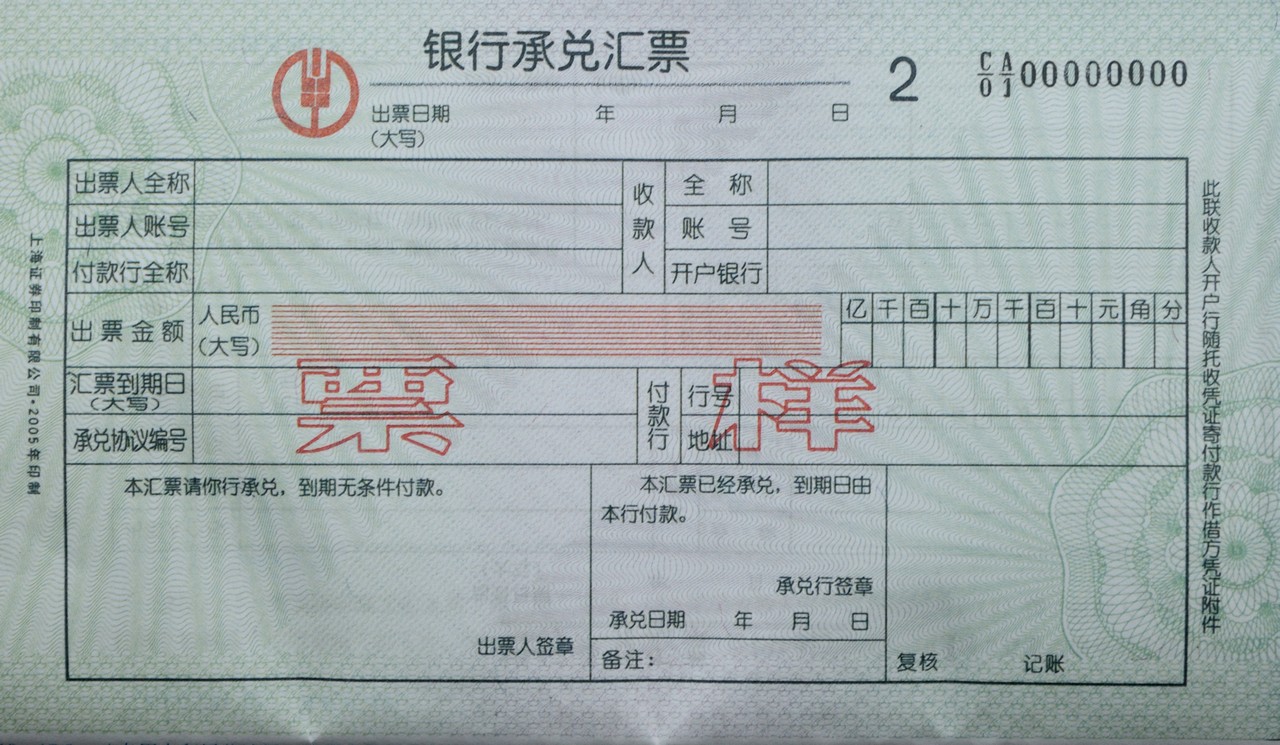 银行承兑汇票
2
CA
01 00000000
出票日期
(大写)
年 月 日
出票人全称
收款人
全 称
出票人账号
账 号
付款行全称
开户银行
出票金额
人民币
(大写)
亿千百十万千百十元角分
汇票到期日
(大写)
付款行
行号
承兑协议编号
地址
票样
本汇票请你行承兑，到期无条件付款。
出票人签章
本汇票已经承兑，到期日由
本行付款。
承兑行签章
承兑日期 年 月 日
备注：
复核 记账
此联收款人开户行随托收凭证寄付款行作借方凭证附件
上海证券印制有限公司·2005年印制